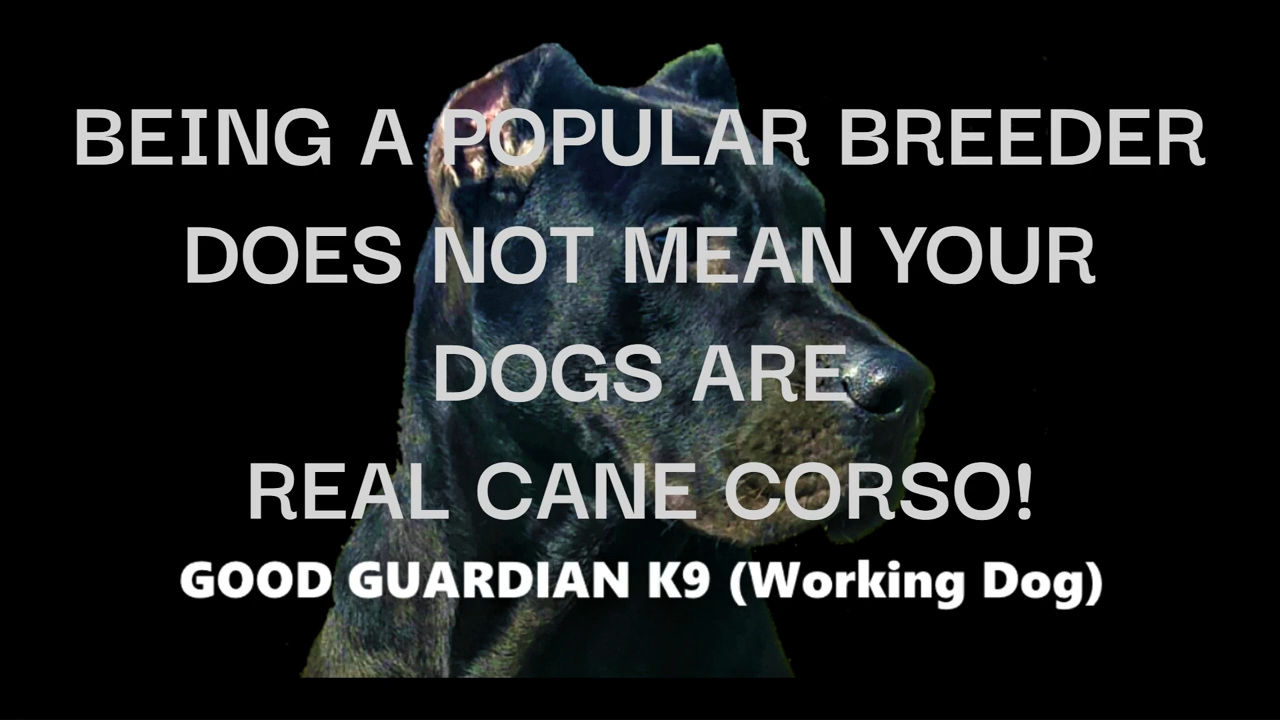 BEING A POPULAR BREEDER
DOES NOT MEAN YOUR
DOGS ARE
REAL CANE CORSO!
GOOD GUARDIAN K9 (Working Dog)